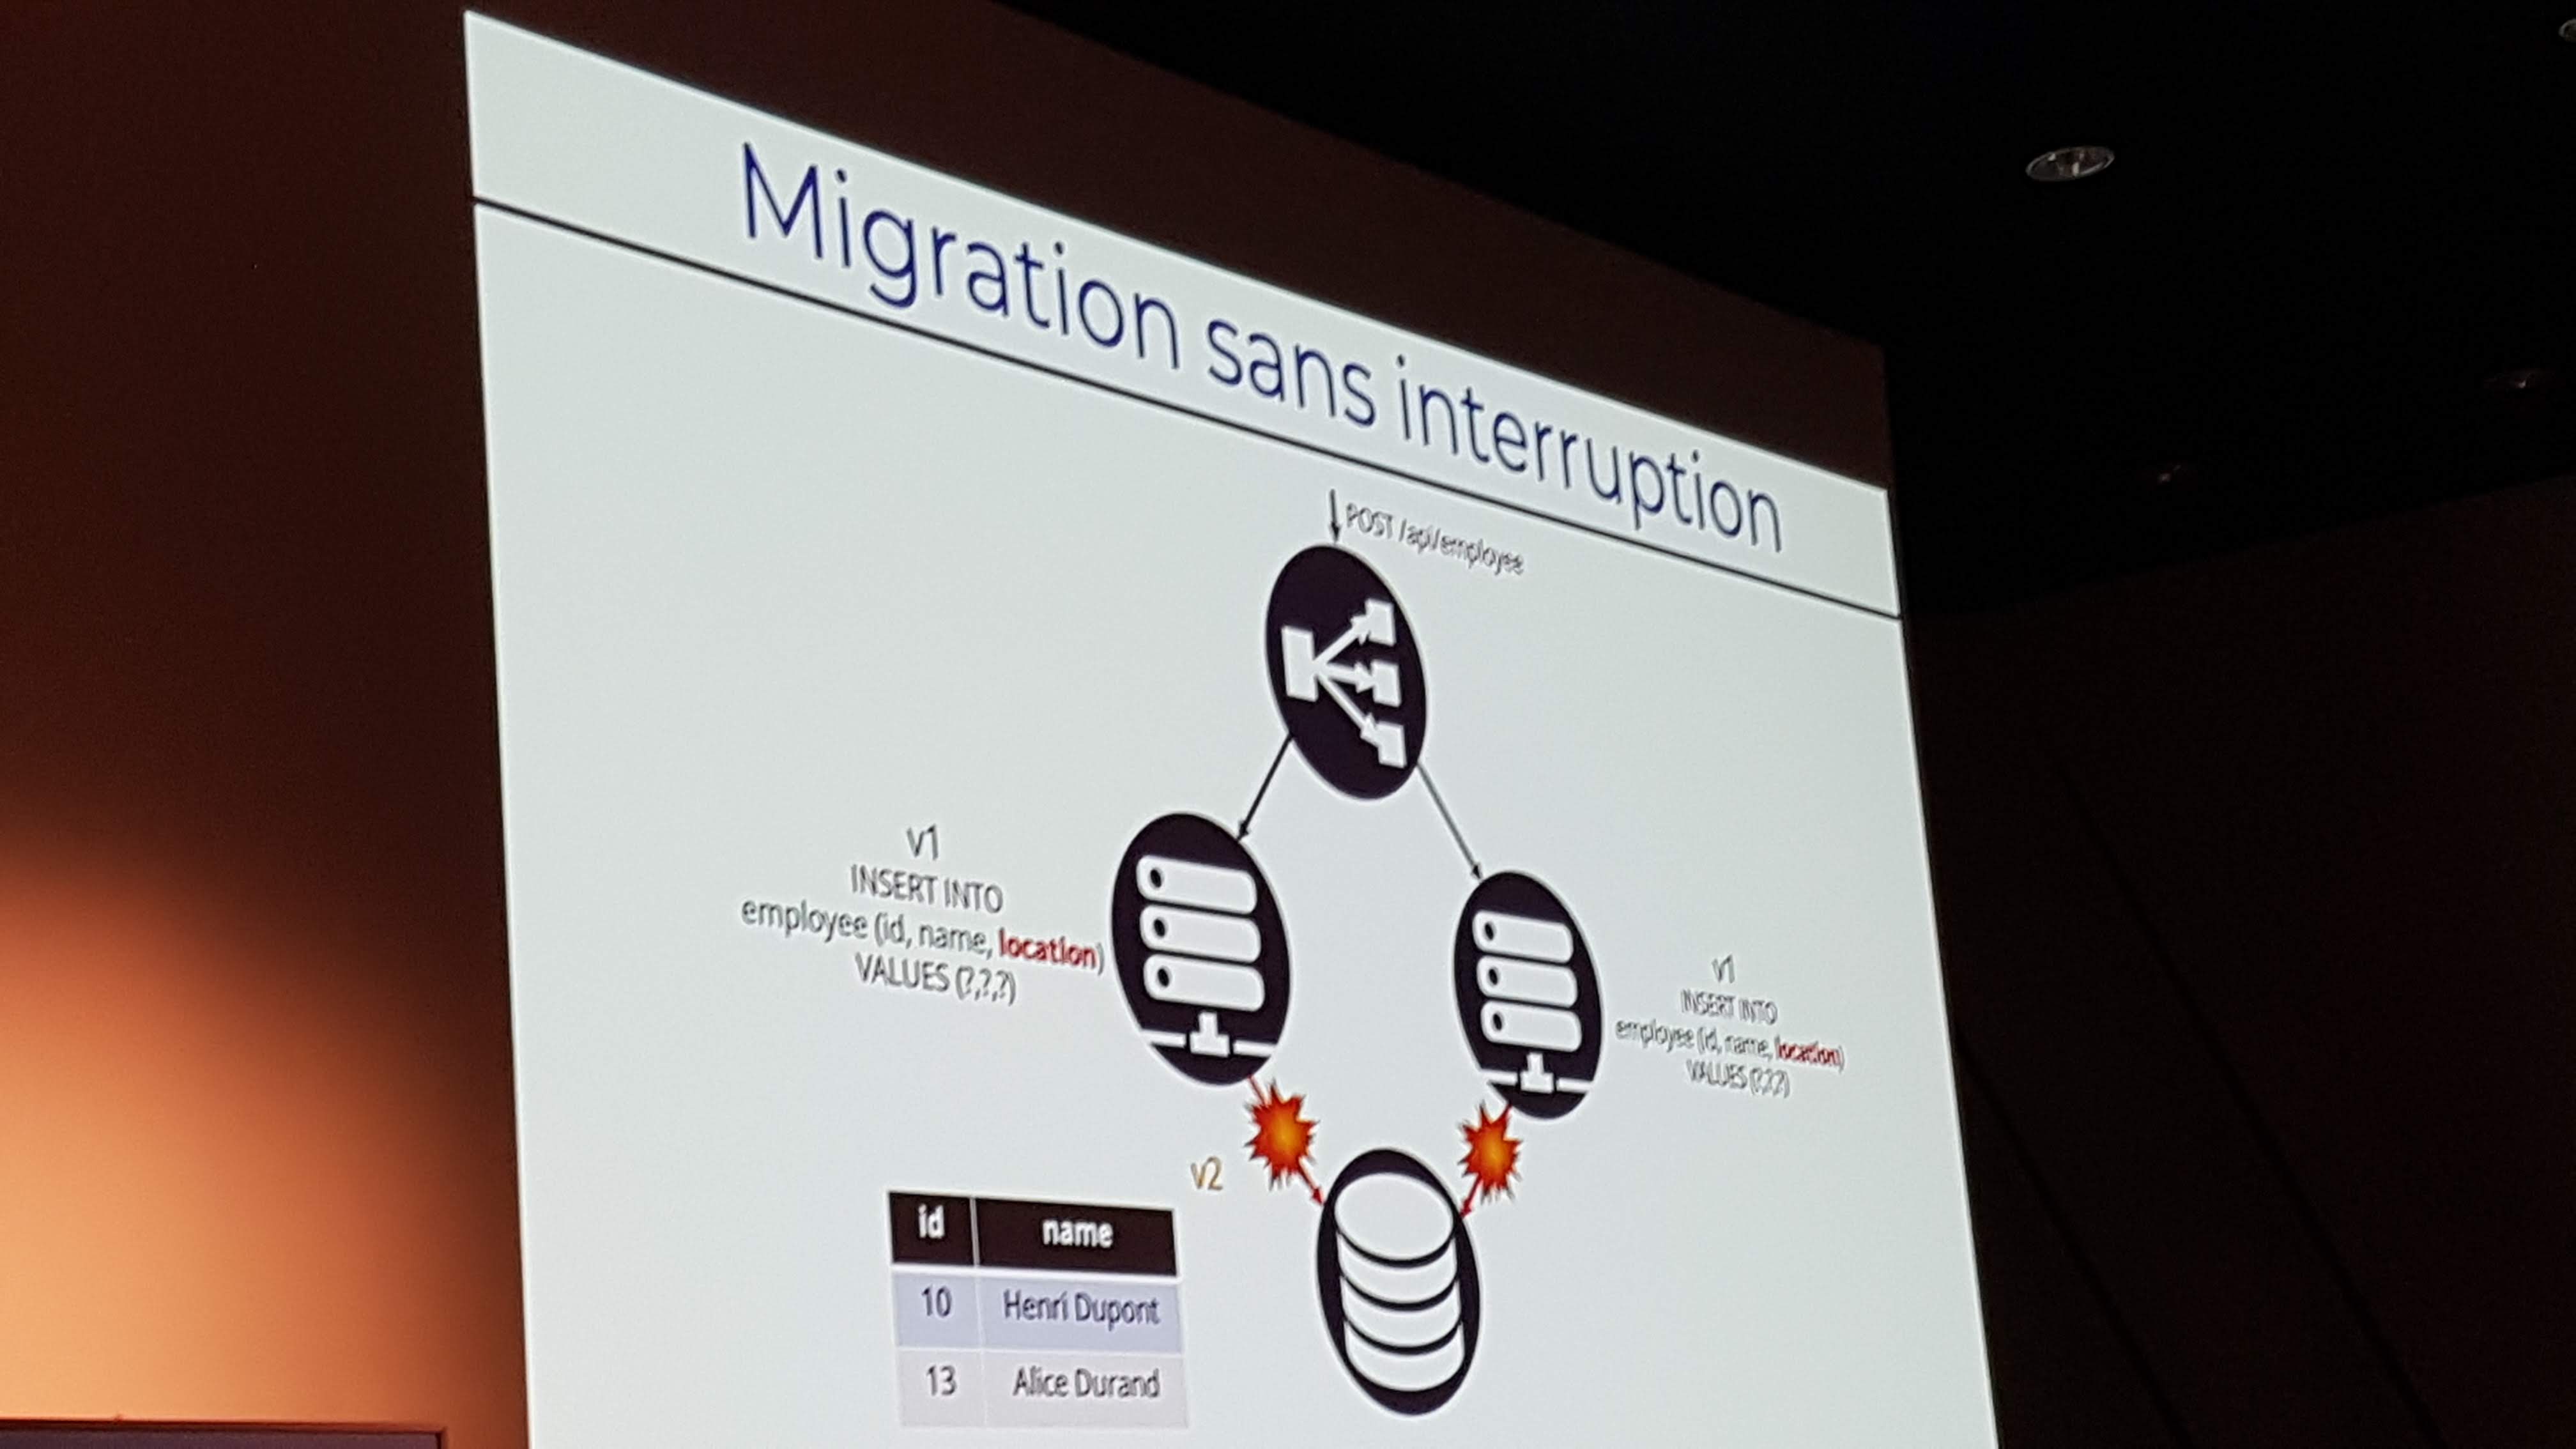 Migration sans interruption
POST /api/employee
v1
INSERT INTO
employee (id, name, location)
VALUES (?,?,?)
v1
INSERT INTO
employee (id, name, location)
VALUES (?,?,?)
v2
id name
10 Henri Dupont
13 Alice Durand